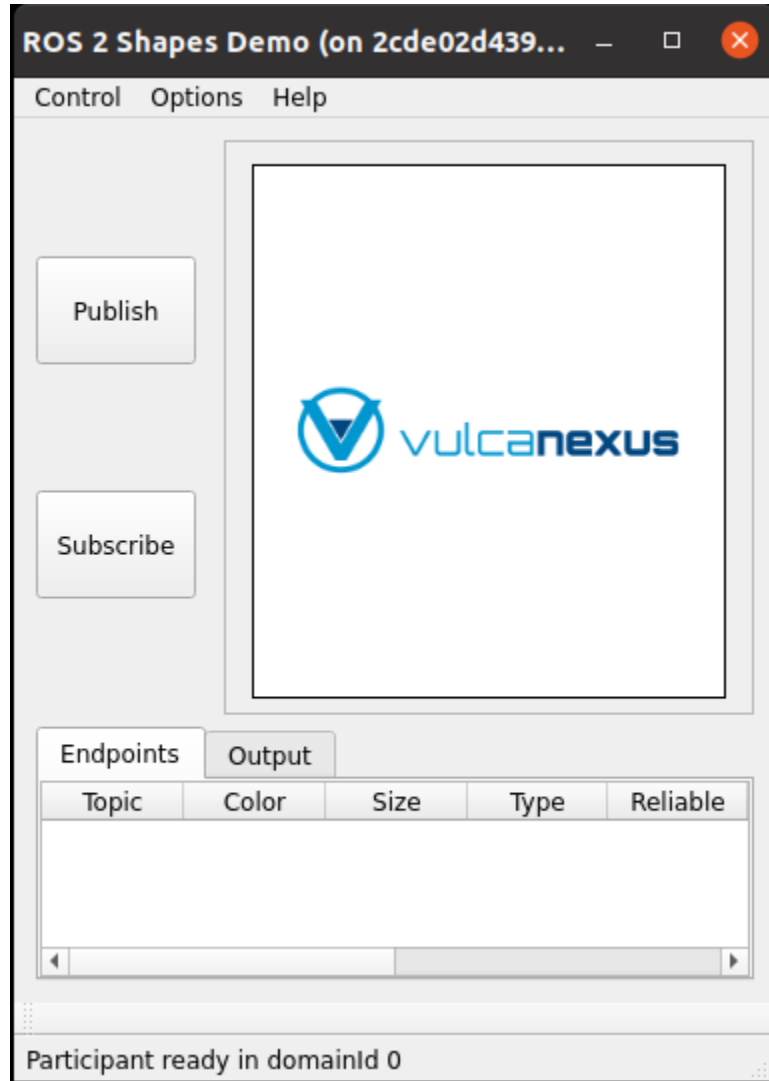 ROS 2 Shapes Demo (on 2cde02d439...
Control Options Help
Publish
vulcanexus
Subscribe
Endpoints Output
Topic Color Size Type Reliable
Participant ready in domainId 0